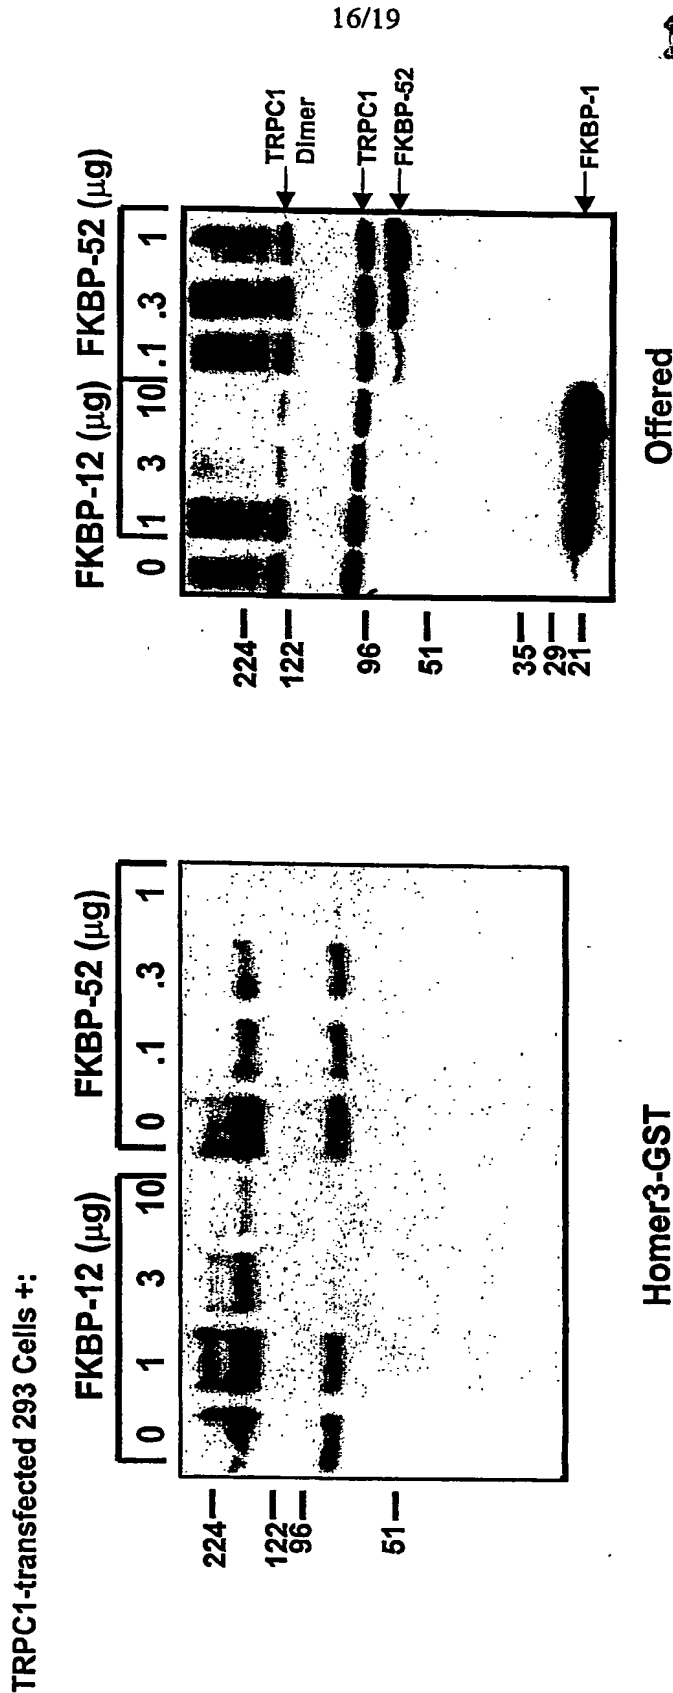 16/19
TRPC1-transfected 293 Cells +:
FKBP-12 (µg) FKBP-52 (µg)
0 1 3 10 0 .1 .3 1
224
122
96
51
Homer3-GST
FKBP-12 (µg) FKBP-52 (µg)
0 1 3 10 .1 .3 1
224
122
96
51
35
29
21
TRPC1
Dimer
TRPC1
FKBP-52
FKBP-1
Offered